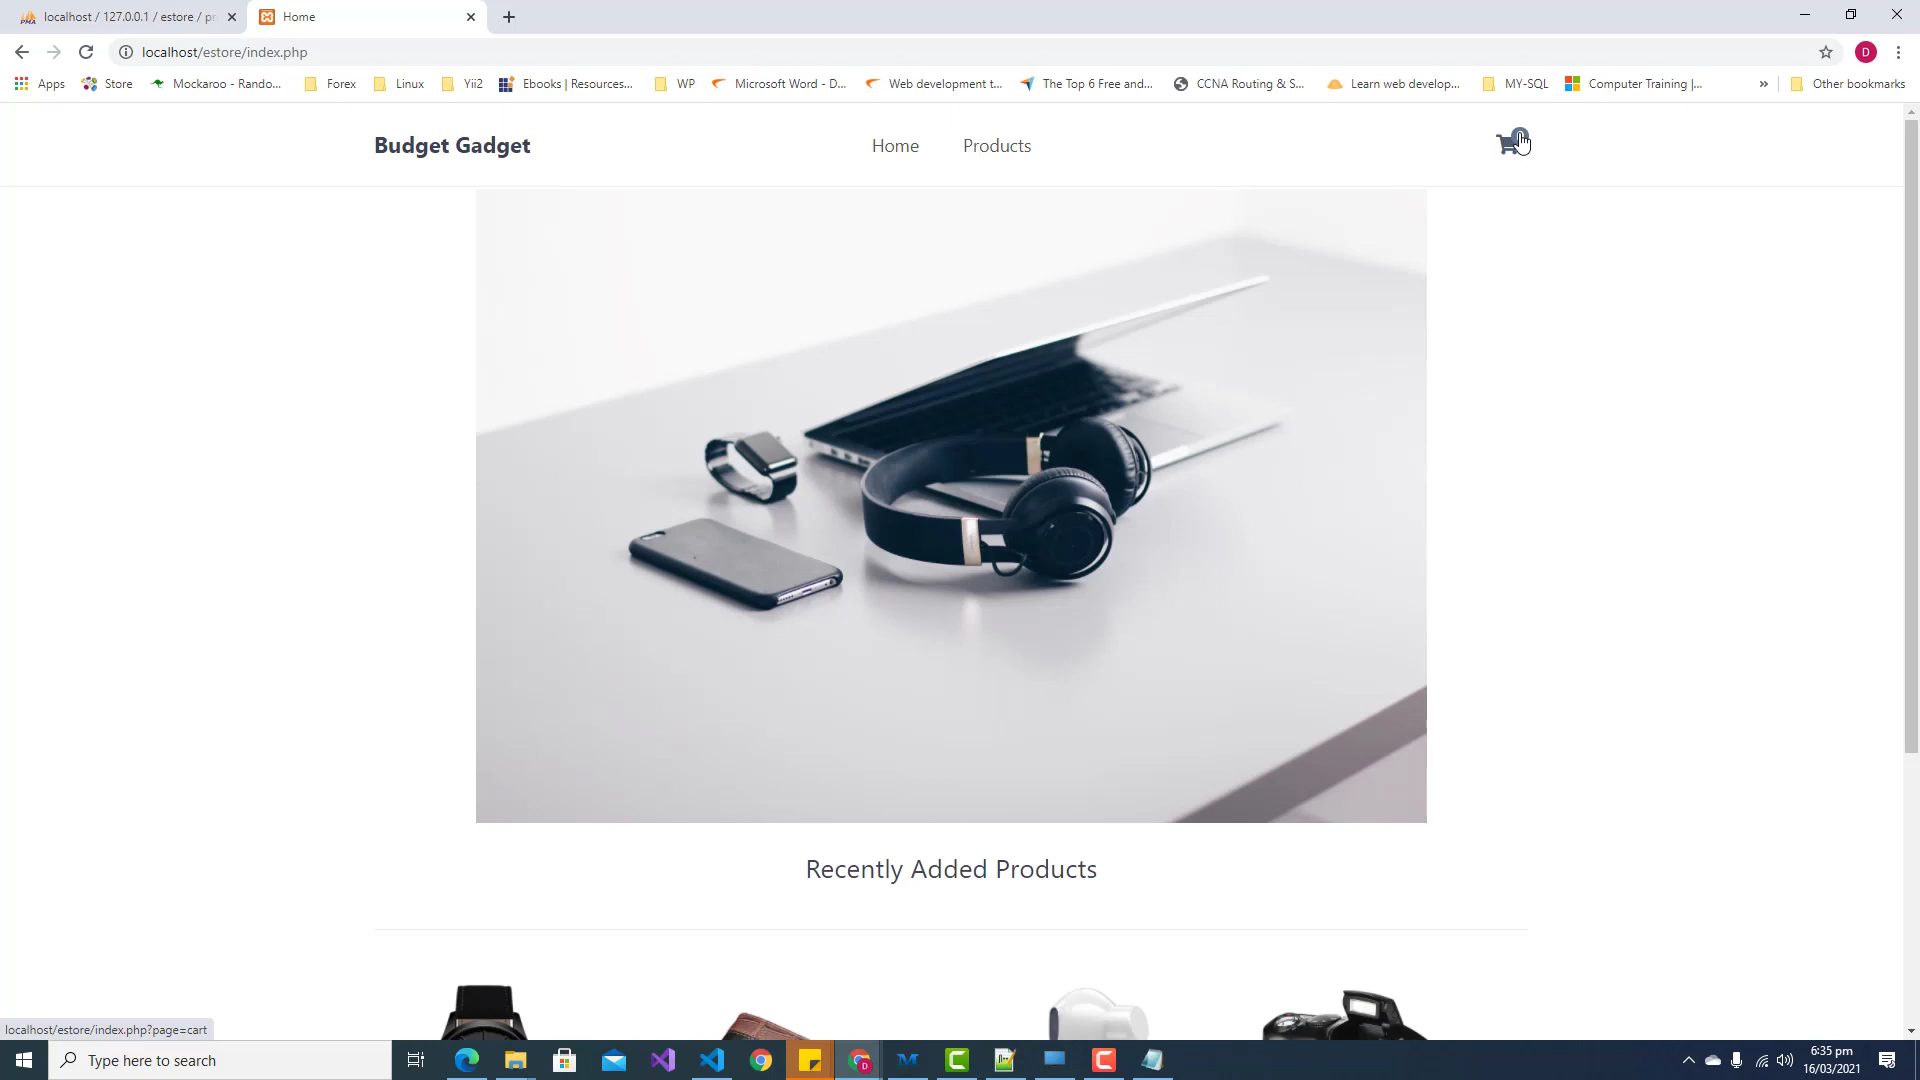 localhost / 127.0.0.1 / estore / pr
Home
localhost/estore/index.php
D
Apps
Store
Mockaroo - Rando...
Forex
Linux
Yii2
Ebooks | Resources...
WP
Microsoft Word - D...
Web development t...
The Top 6 Free and...
CCNA Routing & S...
Learn web develop...
MY-SQL
Computer Training |...
»
Other bookmarks
Budget Gadget
Home
Products
Recently Added Products
localhost/estore/index.php?page=cart
Type here to search
6:35 pm
16/03/2021